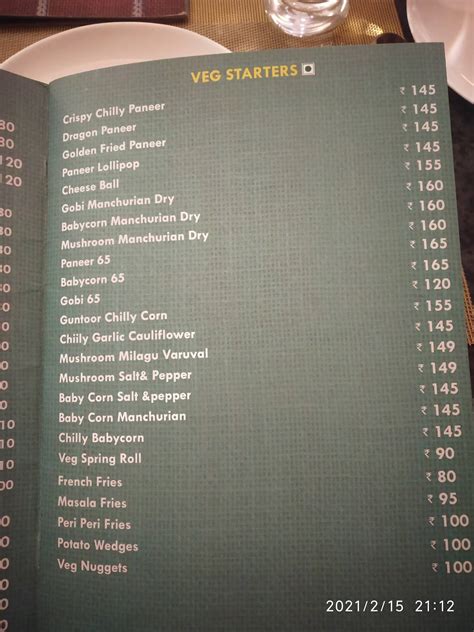 VEG STARTERS
Crispy Chilly Paneer ₹ 145
Dragon Paneer ₹ 145
Golden Fried Paneer ₹ 145
Paneer Lollipop ₹ 145
Cheese Ball ₹ 155
Gobi Manchurian Dry ₹ 160
Babycorn Manchurian Dry ₹ 160
Mushroom Manchurian Dry ₹ 160
Paneer 65 ₹ 165
Babycorn 65 ₹ 165
Gobi 65 ₹ 120
Guntoor Chilly Corn ₹ 155
Chiily Garlic Cauliflower ₹ 145
Mushroom Milagu Varuval ₹ 149
Mushroom Salt& Pepper ₹ 149
Baby Corn Salt &pepper ₹ 145
Baby Corn Manchurian ₹ 145
Chilly Babycorn ₹ 145
Veg Spring Roll ₹ 90
French Fries ₹ 80
Masala Fries ₹ 95
Peri Peri Fries ₹ 100
Potato Wedges ₹ 100
Veg Nuggets ₹ 100
2021/2/15 21:12